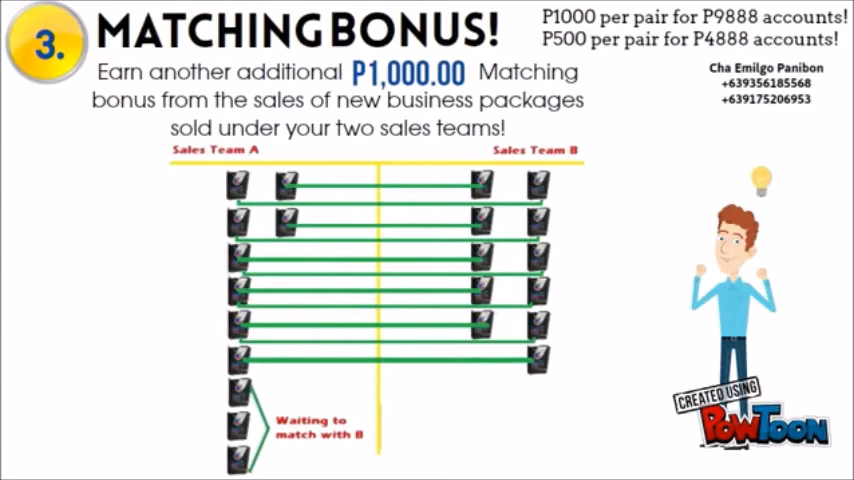 3.
MATCHING BONUS!
P1000 per pair for P9888 accounts!
P500 per pair for P4888 accounts!
Earn another additional P1,000.00 Matching
bonus from the sales of new business packages
sold under your two sales teams!
Cha Emilgo Panibon
+639356185568
+639175206953
Sales Team A
Sales Team B
Waiting to
match with B
CREATED USING
POWTOON